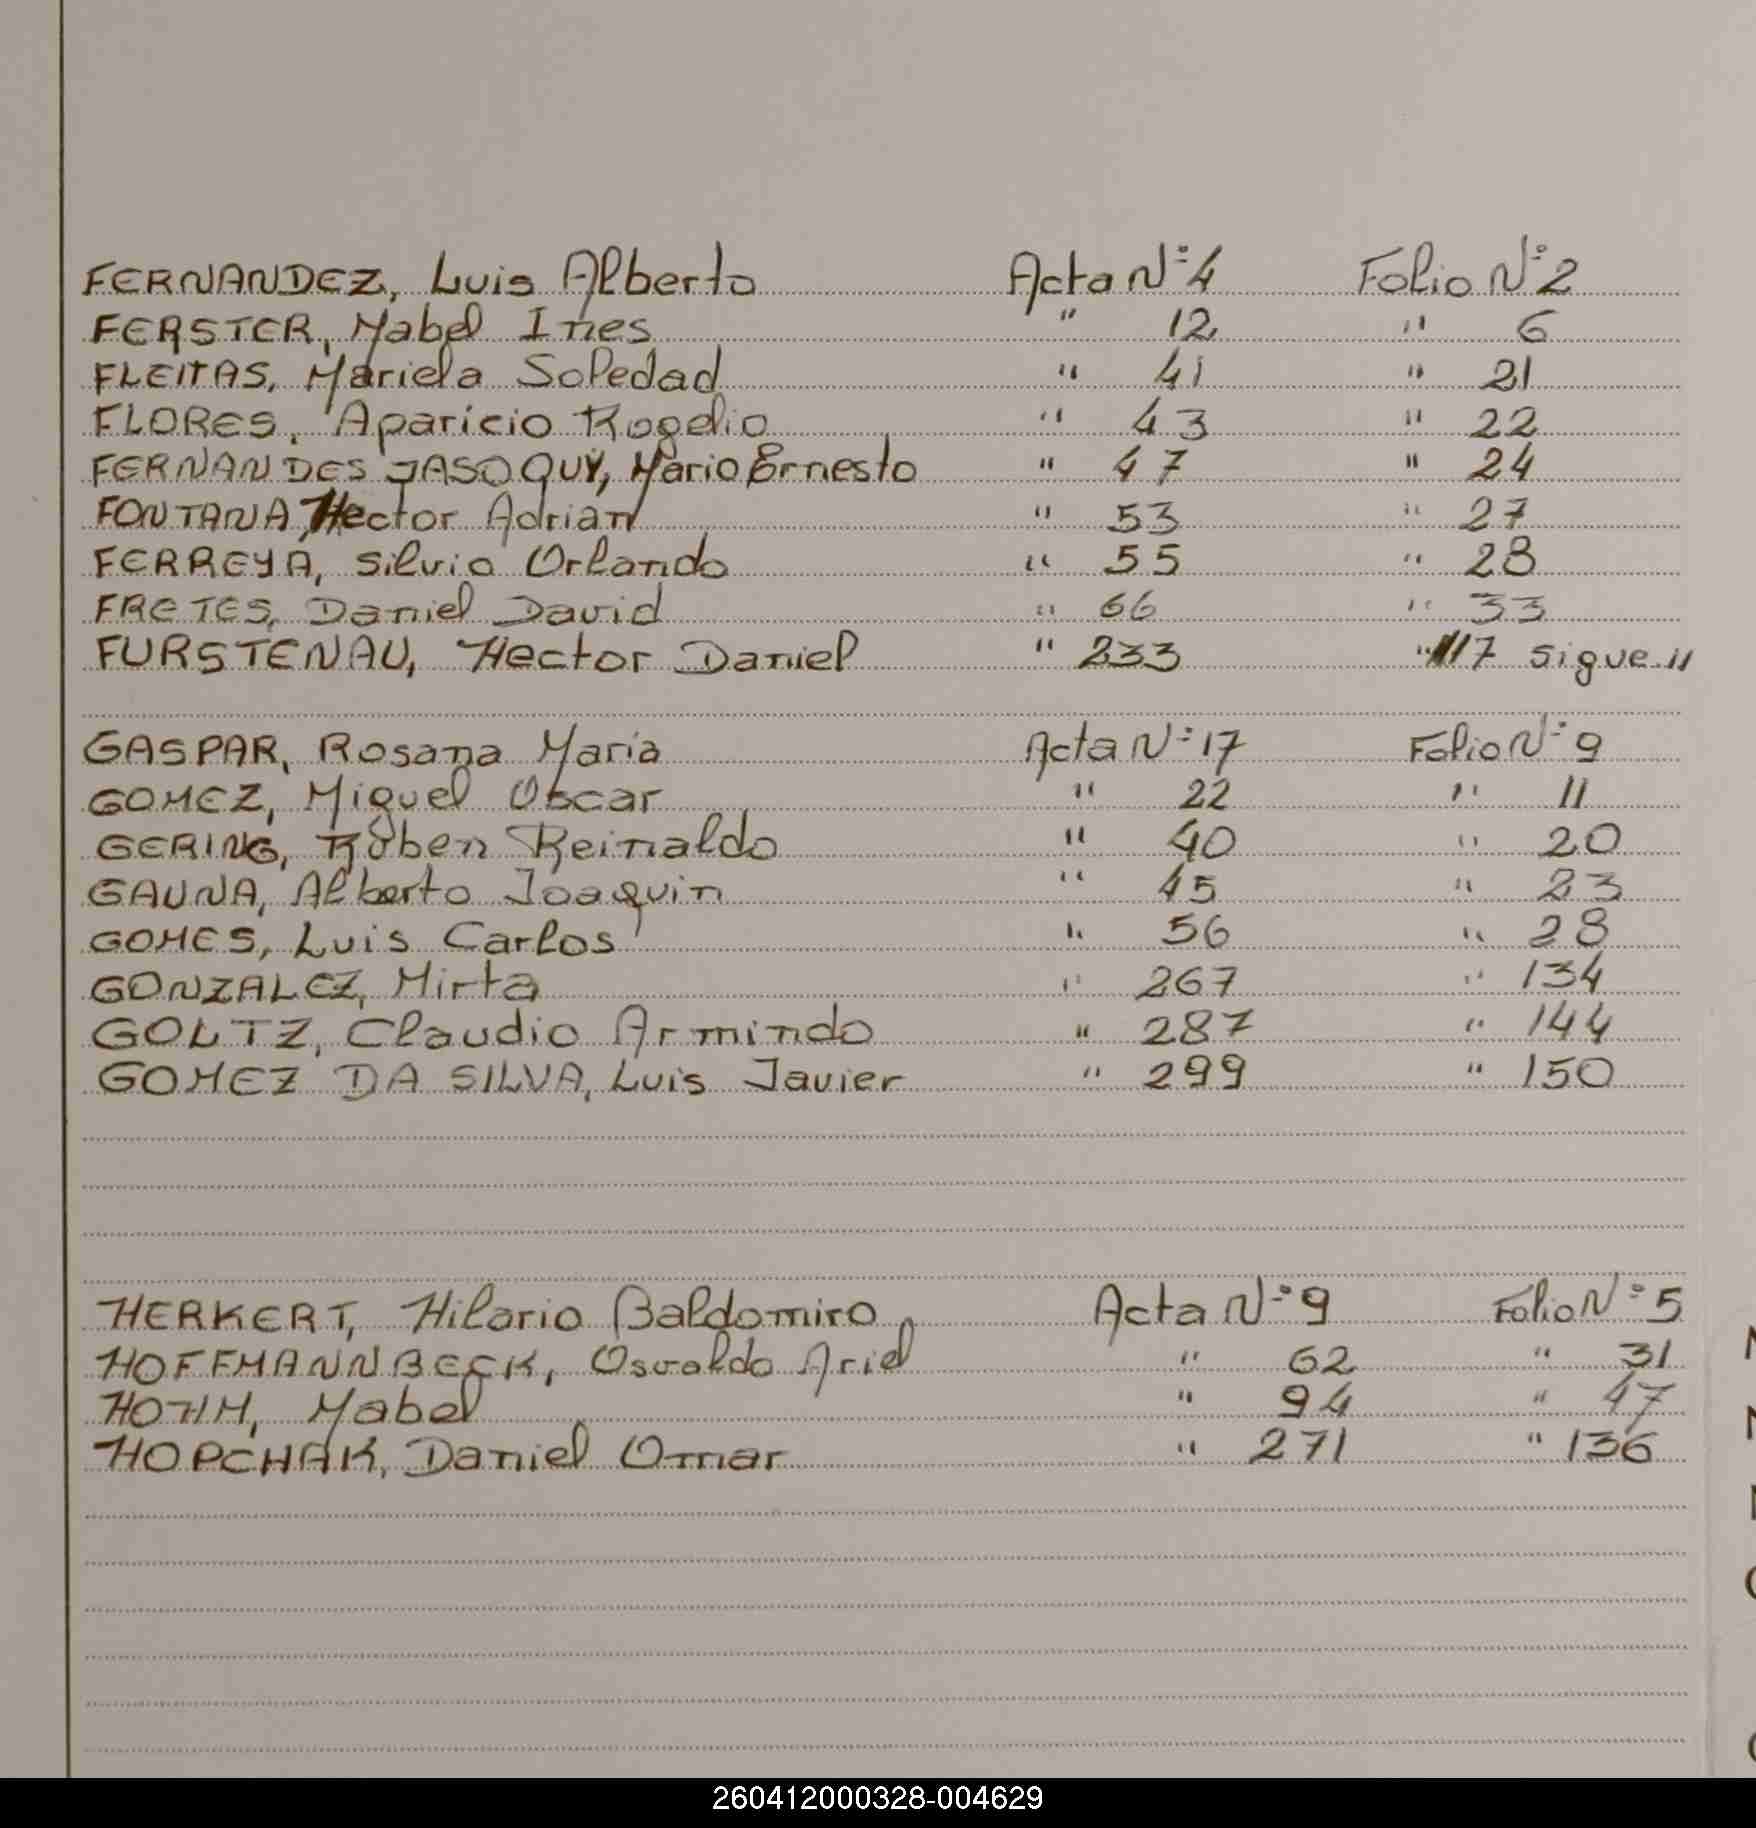 FERNANDEZ, Luis Alberto Acta Nº 4 Folio Nº 2
FERSTER, Mabel Ines " 12 " 6
FLEITAS, Mariela Soledad " 41 " 21
FLORES, Aparicio Rogelio " 43 " 22
FERNANDES JASOQUY, Mario Ernesto " 47 " 24
FONTANA, Hector Adrian " 53 " 27
FERREYA, Silvio Orlando " 55 " 28
FRETES, Daniel David " 66 " 33
FURSTENAU, Hector Daniel " 233 " 117 sigue //
GASPAR, Rosana Maria Acta Nº 17 Folio Nº 9
GOMEZ, Miguel Oscar " 22 " 11
GERING, Ruben Reinaldo " 40 " 20
GAUNA, Alberto Joaquin " 45 " 23
GOMES, Luis Carlos " 56 " 28
GONZALEZ, Mirta " 267 " 134
GOLTZ, Claudio Armindo " 287 " 144
GOMEZ DA SILVA, Luis Javier " 299 " 150
HERKERT, Hilario Baldomiro Acta Nº 9 Folio Nº 5
HOFFMANNBECK, Osvaldo Ariel " 62 " 31
Mabel " 94 " 47
HOPCHAK, Daniel Omar " 271 " 136
260412000328-004629